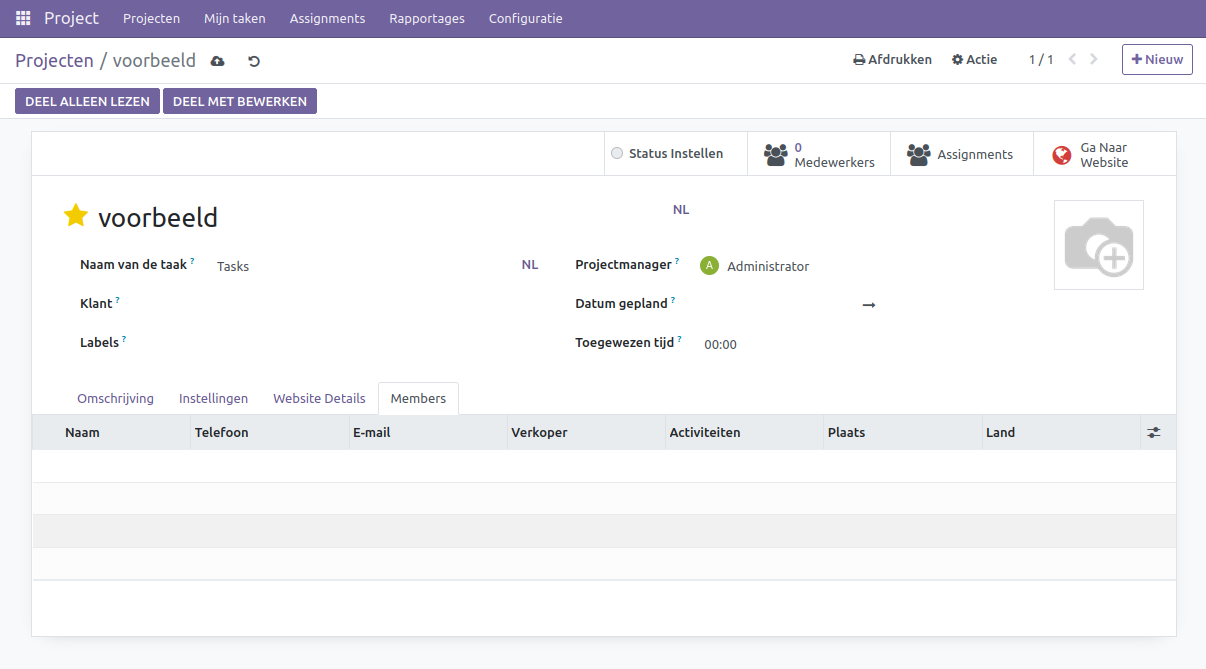 Project Projecten Mijn taken Assignments Rapportages Configuratie
Projecten / voorbeeld Afdrukken Actie 1 / 1 Nieuw
DEEL ALLEEN LEZEN DEEL MET BEWERKEN
Status Instellen
0
Medewerkers
Assignments
Ga Naar
Website
voorbeeld NL
Naam van de taak ? Tasks NL Projectmanager ? A Administrator
Klant ? Datum gepland ? →
Labels ? Toegewezen tijd ? 00:00
Omschrijving Instellingen Website Details Members
Naam Telefoon E-mail Verkoper Activiteiten Plaats Land